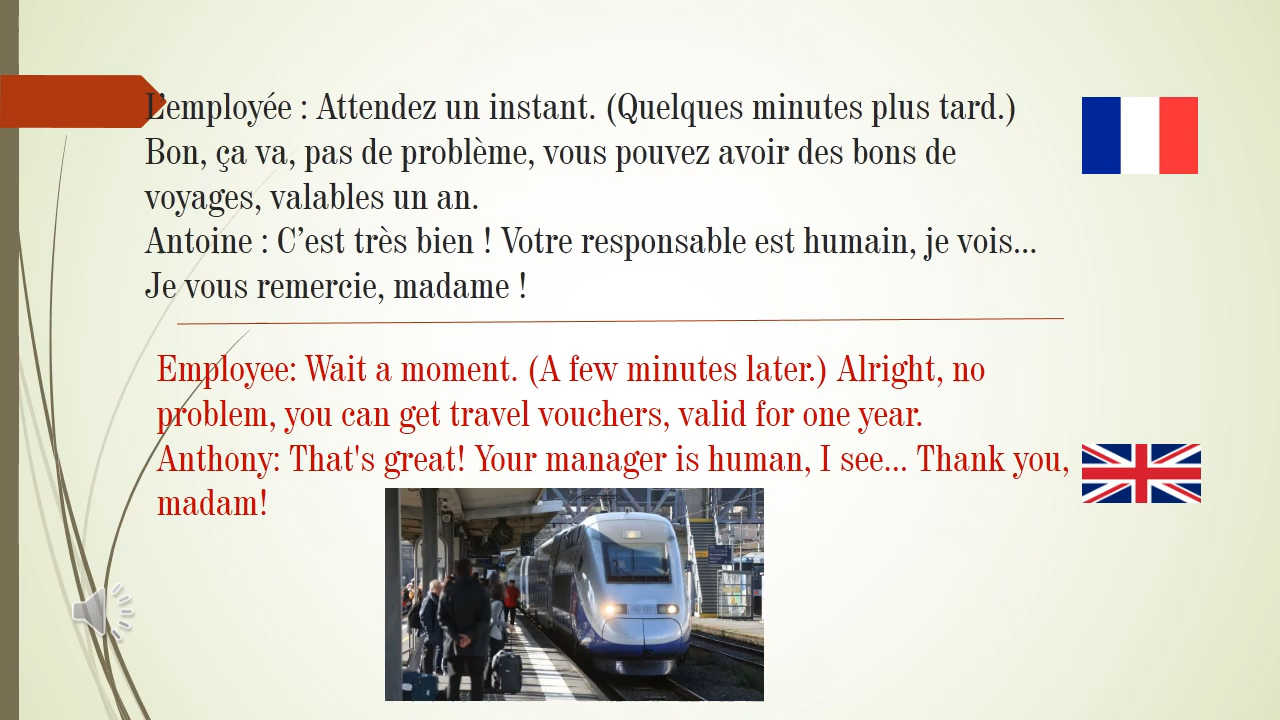 L’employée : Attendez un instant. (Quelques minutes plus tard.)
Bon, ça va, pas de problème, vous pouvez avoir des bons de
voyages, valables un an.
Antoine : C’est très bien ! Votre responsable est humain, je vois...
Je vous remercie, madame !
Employee: Wait a moment. (A few minutes later.) Alright, no
problem, you can get travel vouchers, valid for one year.
Anthony: That's great! Your manager is human, I see... Thank you,
madam!